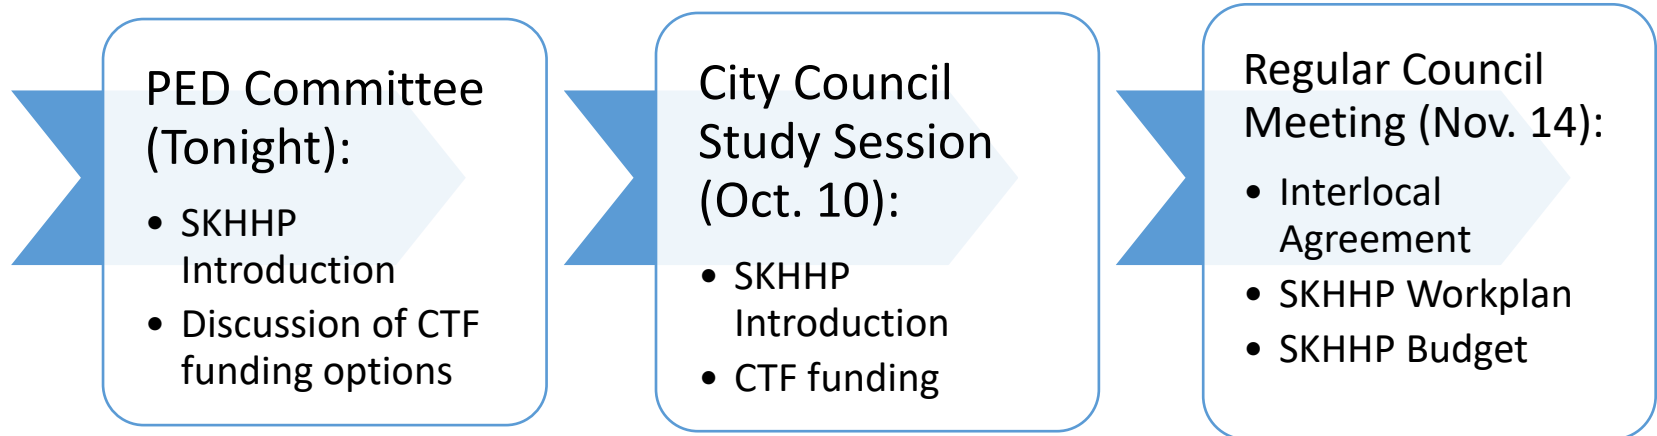 PED Committee
(Tonight):
• SKHHP
Introduction
• Discussion of CTF
funding options
City Council
Study Session
(Oct. 10):
• SKHHP
Introduction
• CTF funding
Regular Council
Meeting (Nov. 14):
• Interlocal
Agreement
• SKHHP Workplan
• SKHHP Budget